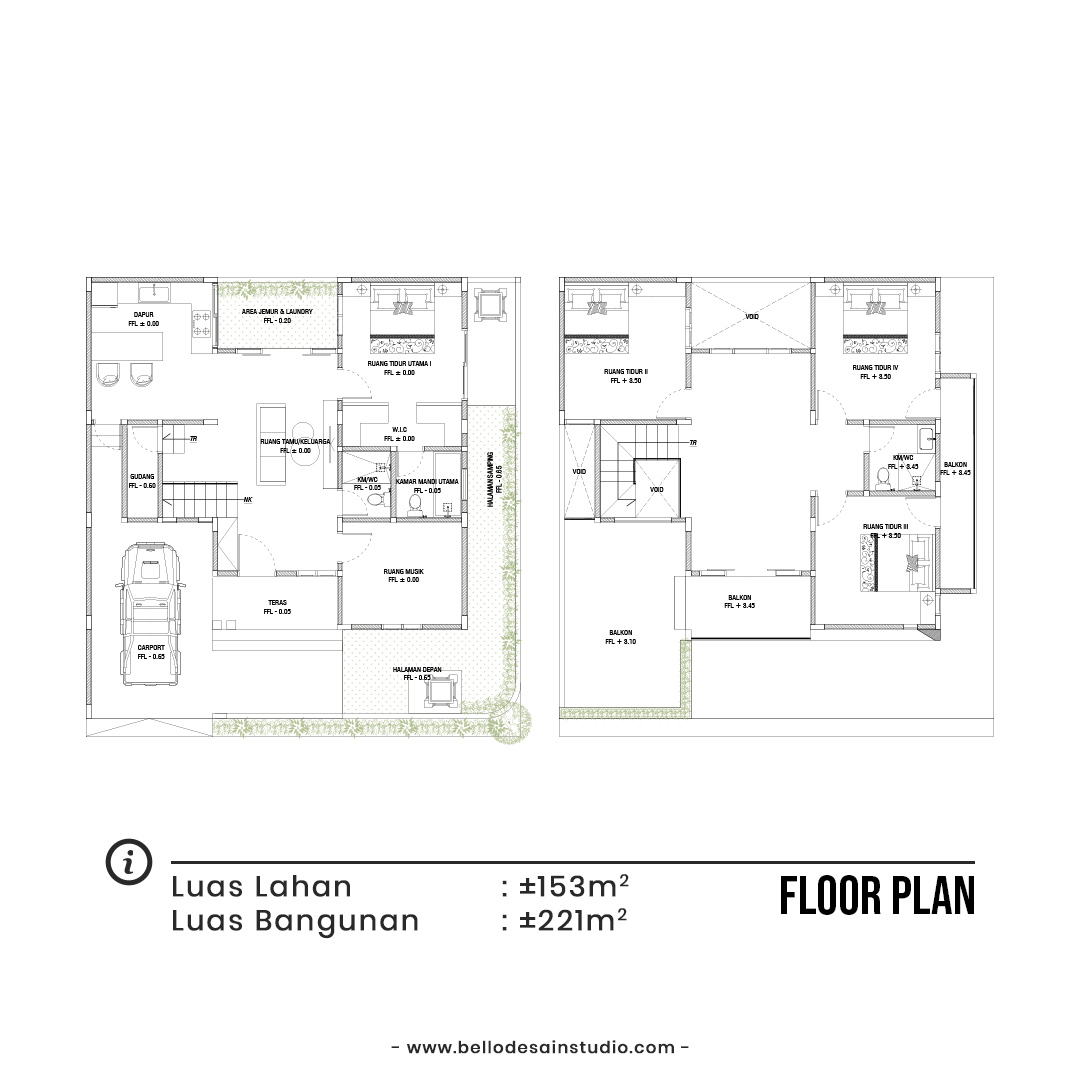 DAPUR
FFL ± 0.00
AREA JEMUR & LAUNDRY
FFL - 0.20
RUANG TIDUR UTAMA I
FFL ± 0.00
W.I.C
FFL ± 0.00
RUANG TAMU/KELUARGA
FFL ± 0.00
TR
GUDANG
FFL - 0.60
NK
KM/WC
FFL - 0.05
KAMAR MANDI UTAMA
FFL - 0.05
HALAMAN SAMPING
FFL - 0.65
RUANG MUSIK
FFL ± 0.00
TERAS
FFL - 0.05
CARPORT
FFL - 0.65
HALAMAN DEPAN
FFL - 0.65
VOID
RUANG TIDUR II
FFL + 3.50
RUANG TIDUR IV
FFL + 3.50
TR
VOID
VOID
KM/WC
FFL + 3.45
BALKON
FFL + 3.45
RUANG TIDUR III
FFL + 3.50
BALKON
FFL + 3.45
BALKON
FFL + 3.10
i
Luas Lahan : ±153m²
Luas Bangunan : ±221m²
FLOOR PLAN
- www.bellodesainstudio.com -